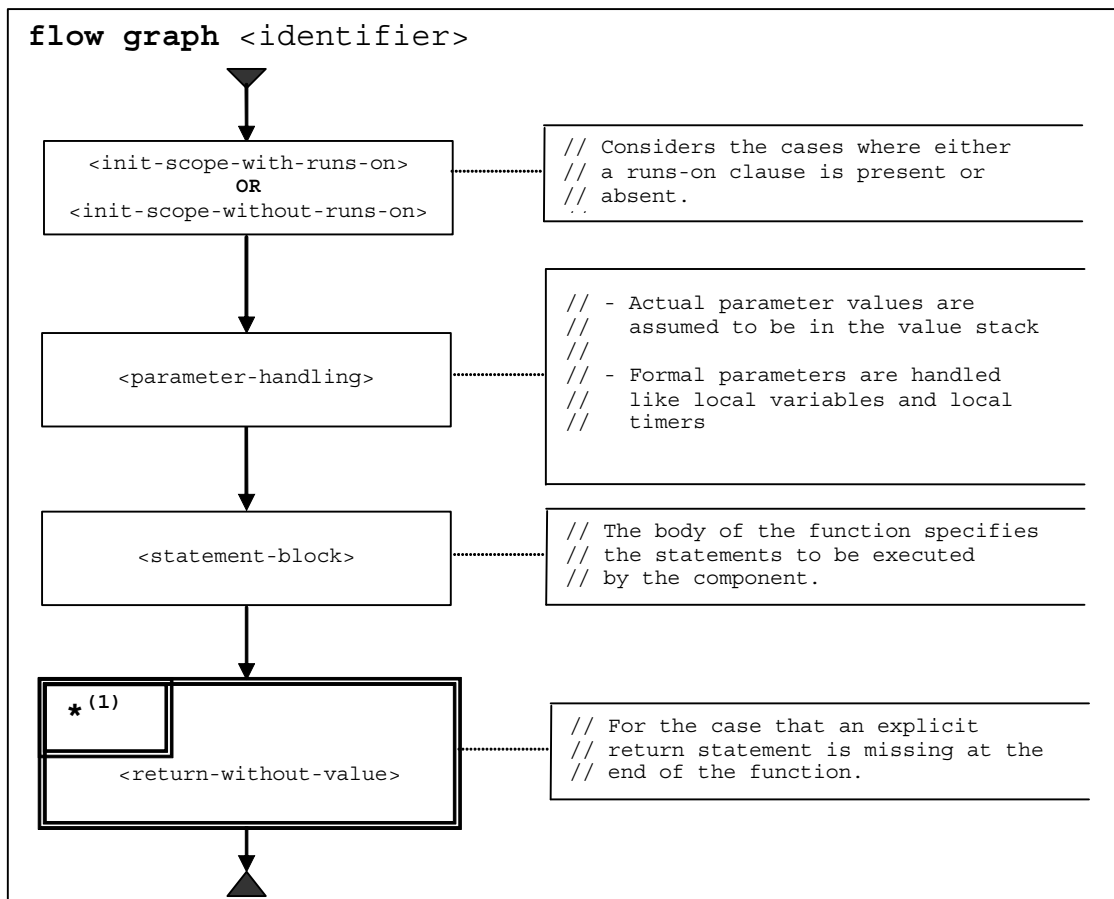 flow graph <identifier>
<init-scope-with-runs-on>
OR
<init-scope-without-runs-on>
// Considers the cases where either
// a runs-on clause is present or
// absent.
//
<parameter-handling>
// - Actual parameter values are
//   assumed to be in the value stack
//
// - Formal parameters are handled
//   like local variables and local
//   timers
<statement-block>
// The body of the function specifies
// the statements to be executed
// by the component.
*(1)
<return-without-value>
// For the case that an explicit
// return statement is missing at the
// end of the function.